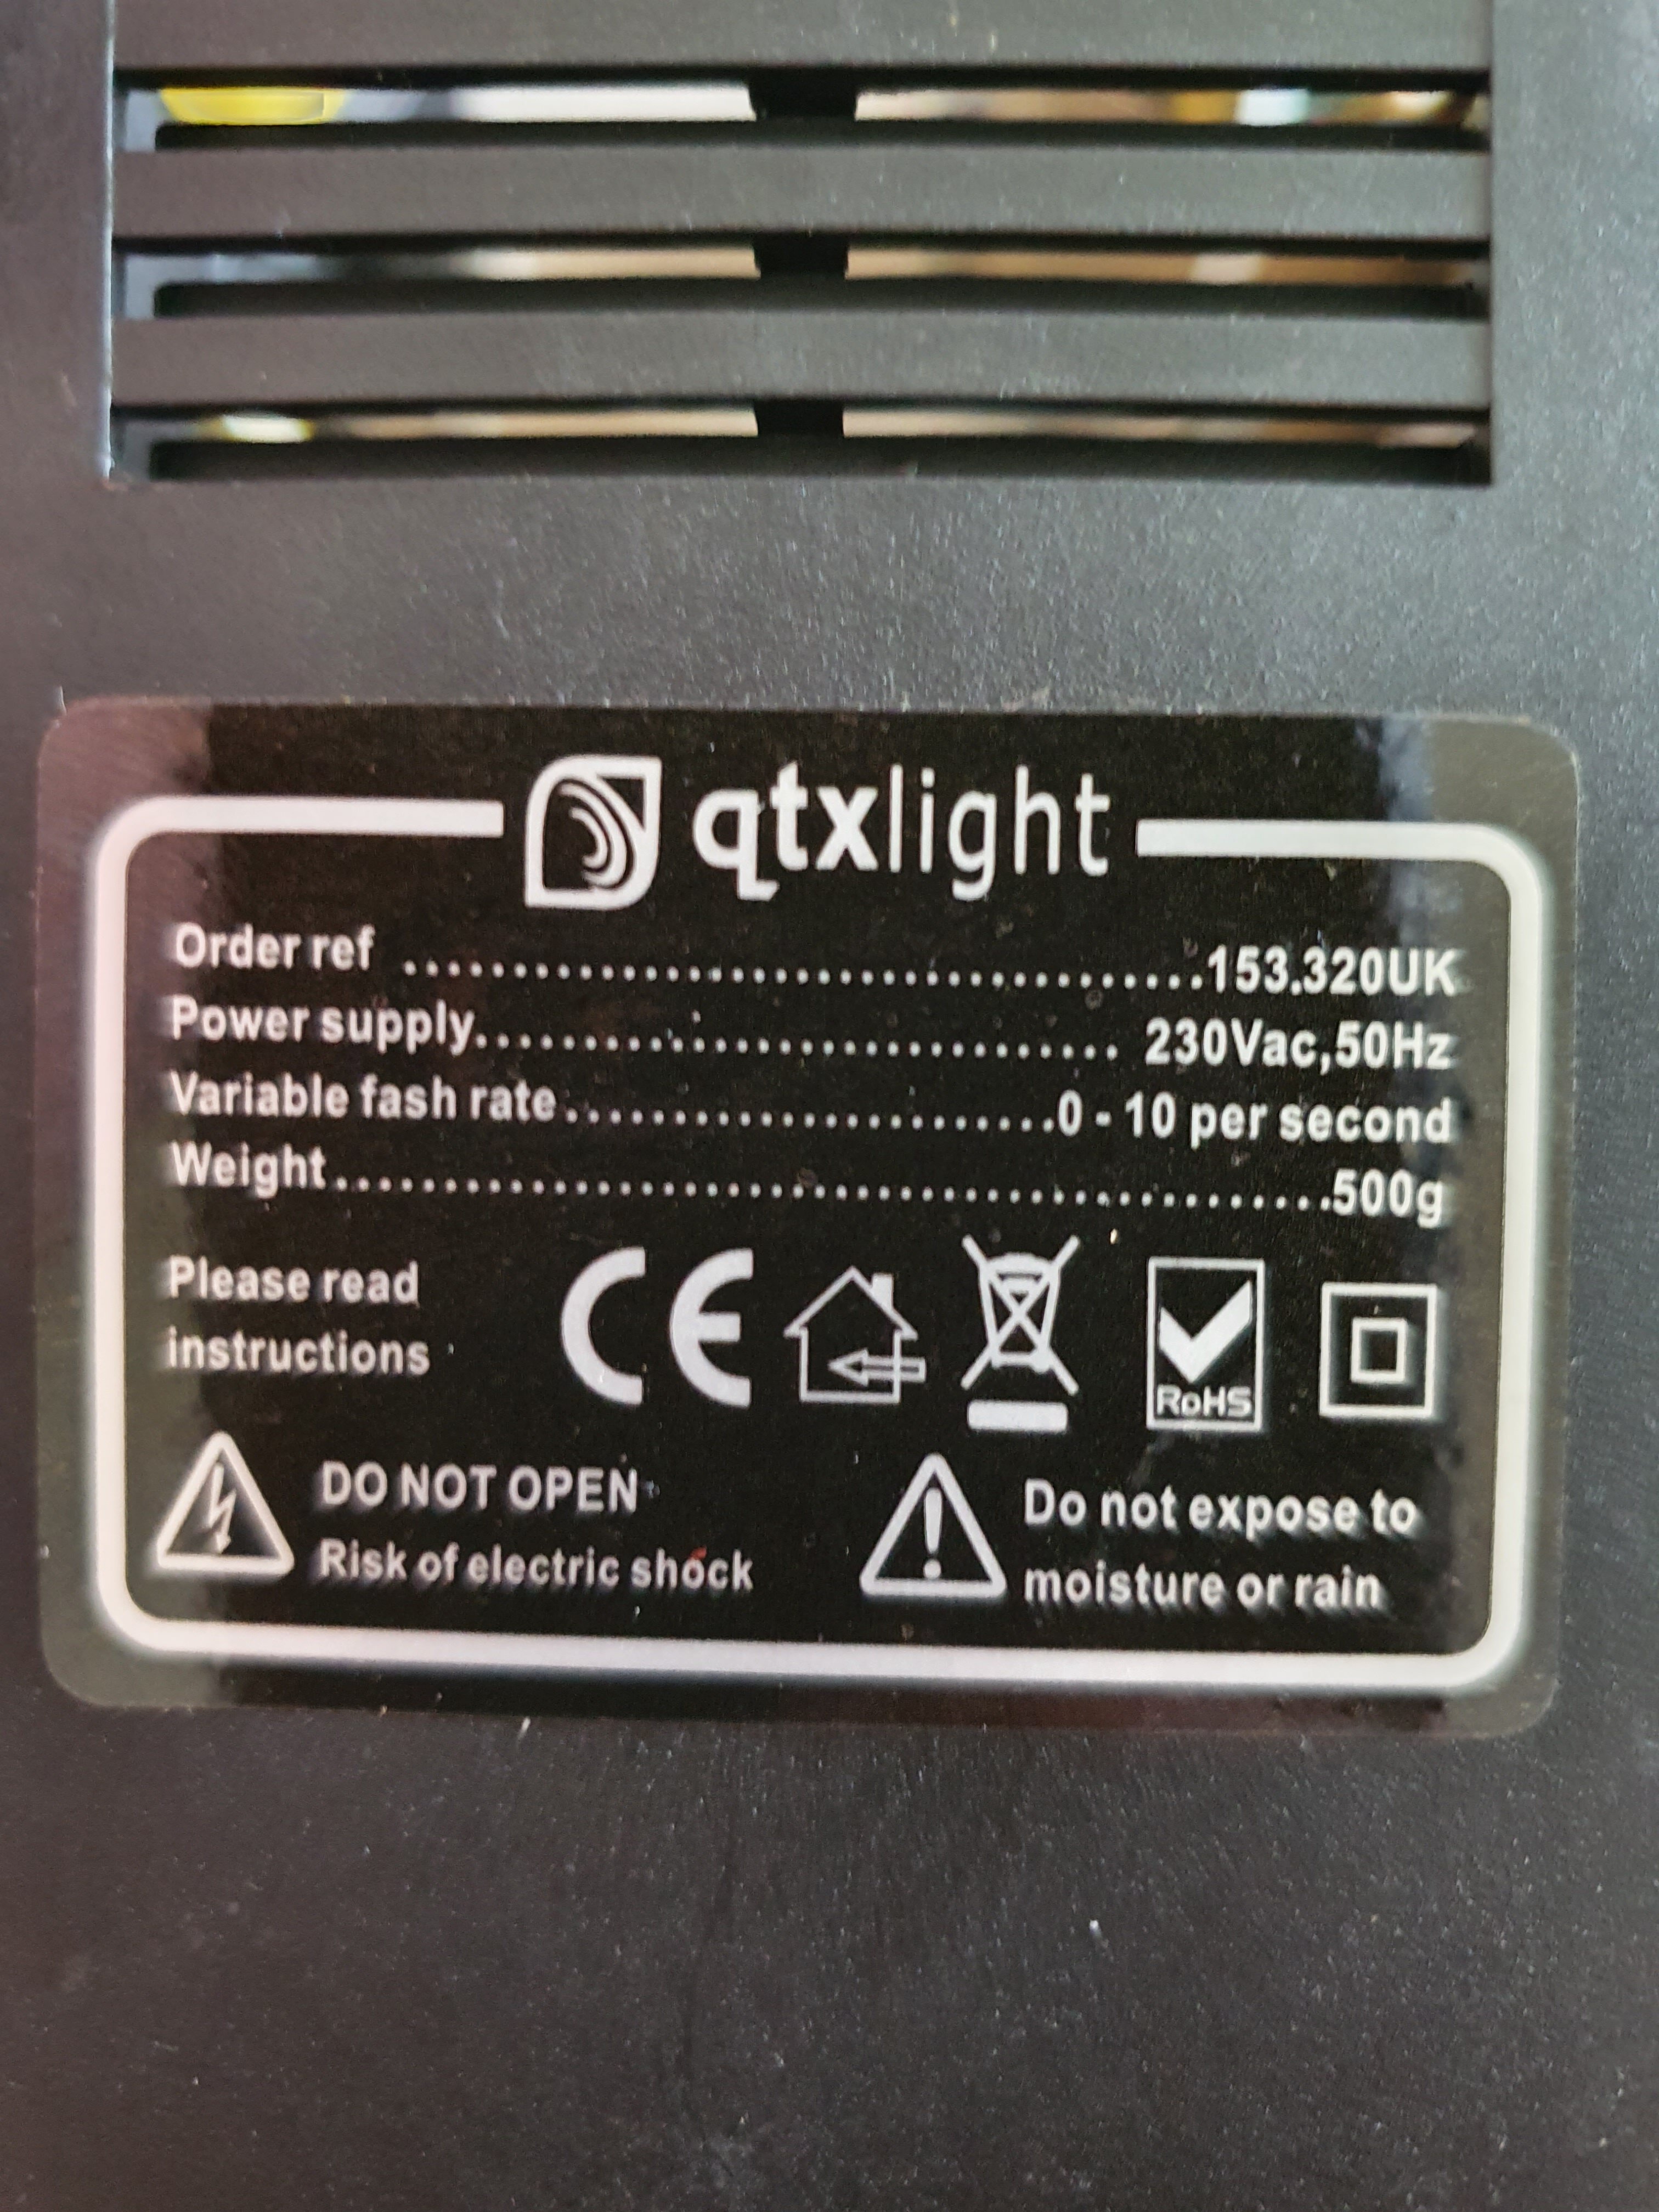 qtxlight
Order ref ........................................153.320UK
Power supply................................. 230Vac,50Hz
Variable fash rate.........................0 - 10 per second
Weight..................................................500g
Please read
instructions
CE
RoHS
DO NOT OPEN
Risk of electric shock
Do not expose to
moisture or rain